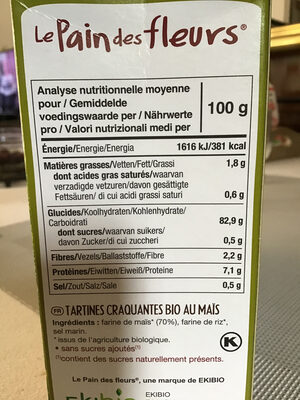 Le Pain des fleurs®
Analyse nutritionnelle moyenne
pour / Gemiddelde
voedingswaarde per / Nährwerte
pro / Valori nutrizionali medi per
100 g
Énergie/Energie/Energia 1616 kJ/381 kcal
Matières grasses/Vetten/Fett/Grassi 1,8 g
dont acides gras saturés/waarvan
verzadigde vetzuren/davon gesättigte
Fettsäuren/ di cui acidi grassi saturi 0,6 g
Glucides/Koolhydraten/Kohlenhydrate/
Carboidrati 82,9 g
dont sucres/waarvan suikers/
davon Zucker/di cui zuccheri 0,5 g
Fibres/Vezels/Ballaststoffe/Fibre 2,2 g
Protéines/Eiwitten/Eiweiß/Proteine 7,1 g
Sel/Zout/Salz/Sale 0,5 g
FR TARTINES CRAQUANTES BIO AU MAÏS
Ingrédients : farine de maïs* (70%), farine de riz*,
sel marin.
*issus de l'agriculture biologique.
• sans sucres ajoutés(1)
(1)contient des sucres naturellement présents.
K
Le Pain des fleurs®, une marque de EKIBIO
EKIBIO